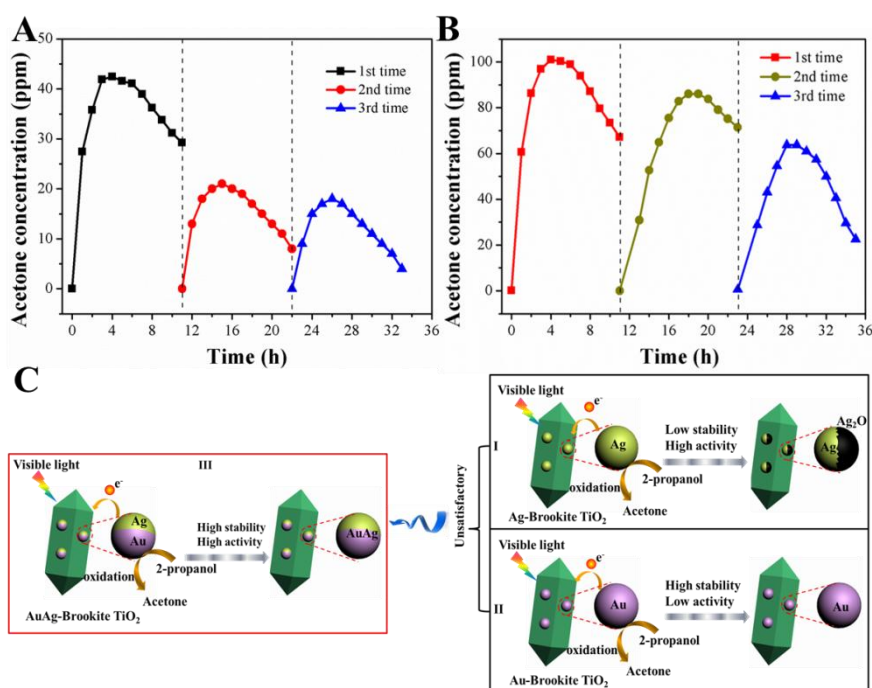 A
50
40
30
20
10
0
Acetone concentration (ppm)
1st time
2nd time
3rd time
0 4 8 12 16 20 24 28 32 36
Time (h)
B
100
80
60
40
20
0
Acetone concentration (ppm)
1st time
2nd time
3rd time
0 4 8 12 16 20 24 28 32 36
Time (h)
C
III
Visible light
e-
Ag
Au
oxidation
2-propanol
Acetone
AuAg-Brookite TiO2
High stability
High activity
AuAg
Unsatisfactory
I
Visible light
e-
Ag
oxidation
2-propanol
Acetone
Ag-Brookite TiO2
Low stability
High activity
Ag2O
Ag
II
Visible light
e-
Au
oxidation
2-propanol
Acetone
Au-Brookite TiO2
High stability
Low activity
Au